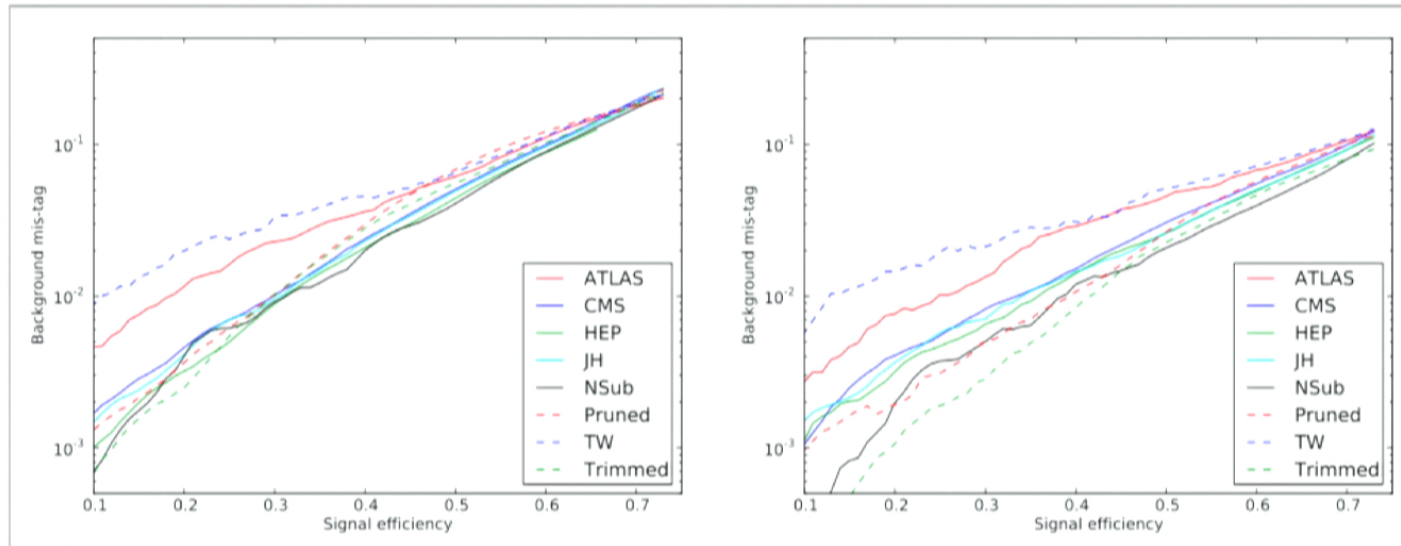 10⁻¹
10⁻²
10⁻³
Background mis-tag
0.1 0.2 0.3 0.4 0.5 0.6 0.7
Signal efficiency
ATLAS
CMS
HEP
JH
NSub
Pruned
TW
Trimmed
10⁻¹
10⁻²
10⁻³
Background mis-tag
0.1 0.2 0.3 0.4 0.5 0.6 0.7
Signal efficiency
ATLAS
CMS
HEP
JH
NSub
Pruned
TW
Trimmed